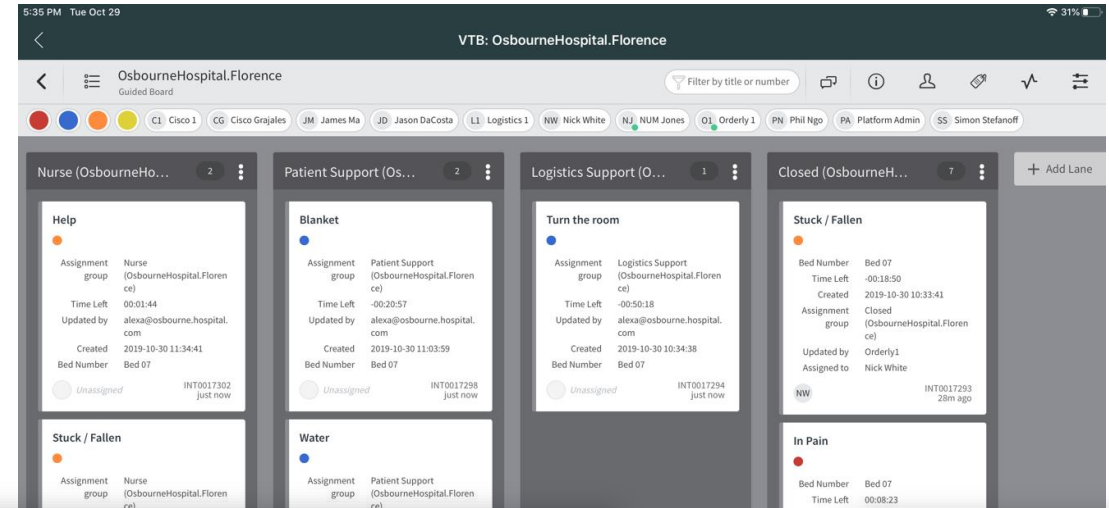 5:35 PM Tue Oct 29
31%
VTB: OsbourneHospital.Florence
OsbourneHospital.Florence
Guided Board
Filter by title or number
C1 Cisco 1
CG Cisco Grajales
JM James Ma
JD Jason DaCosta
L1 Logistics 1
NW Nick White
NJ NUM Jones
O1 Orderly 1
PN Phil Ngo
PA Platform Admin
SS Simon Stefanoff
Nurse (OsbourneHo... 2
Help
Assignment group Nurse
(OsbourneHospital.Floren
ce)
Time Left 00:01:44
Updated by alexa@osbourne.hospital.
com
Created 2019-10-30 11:34:41
Bed Number Bed 07
Unassigned INT0017302
just now
Stuck / Fallen
Assignment group Nurse
(OsbourneHospital.Floren
ce)
Patient Support (Os... 2
Blanket
Assignment group Patient Support
(OsbourneHospital.Floren
ce)
Time Left -00:20:57
Updated by alexa@osbourne.hospital.
com
Created 2019-10-30 11:03:59
Bed Number Bed 07
Unassigned INT0017298
just now
Water
Assignment group Patient Support
(OsbourneHospital.Floren
ce)
Logistics Support (O... 1
Turn the room
Assignment group Logistics Support
(OsbourneHospital.Floren
ce)
Time Left -00:50:18
Updated by alexa@osbourne.hospital.
com
Created 2019-10-30 10:34:38
Bed Number Bed 07
Unassigned INT0017294
just now
Closed (OsbourneH... 7
Stuck / Fallen
Bed Number Bed 07
Time Left -00:18:50
Created 2019-10-30 10:33:41
Assignment group Closed
(OsbourneHospital.Floren
ce)
Updated by Orderly1
Assigned to Nick White
NW INT0017293
28m ago
In Pain
Bed Number Bed 07
Time Left 00:08:23
+ Add Lane